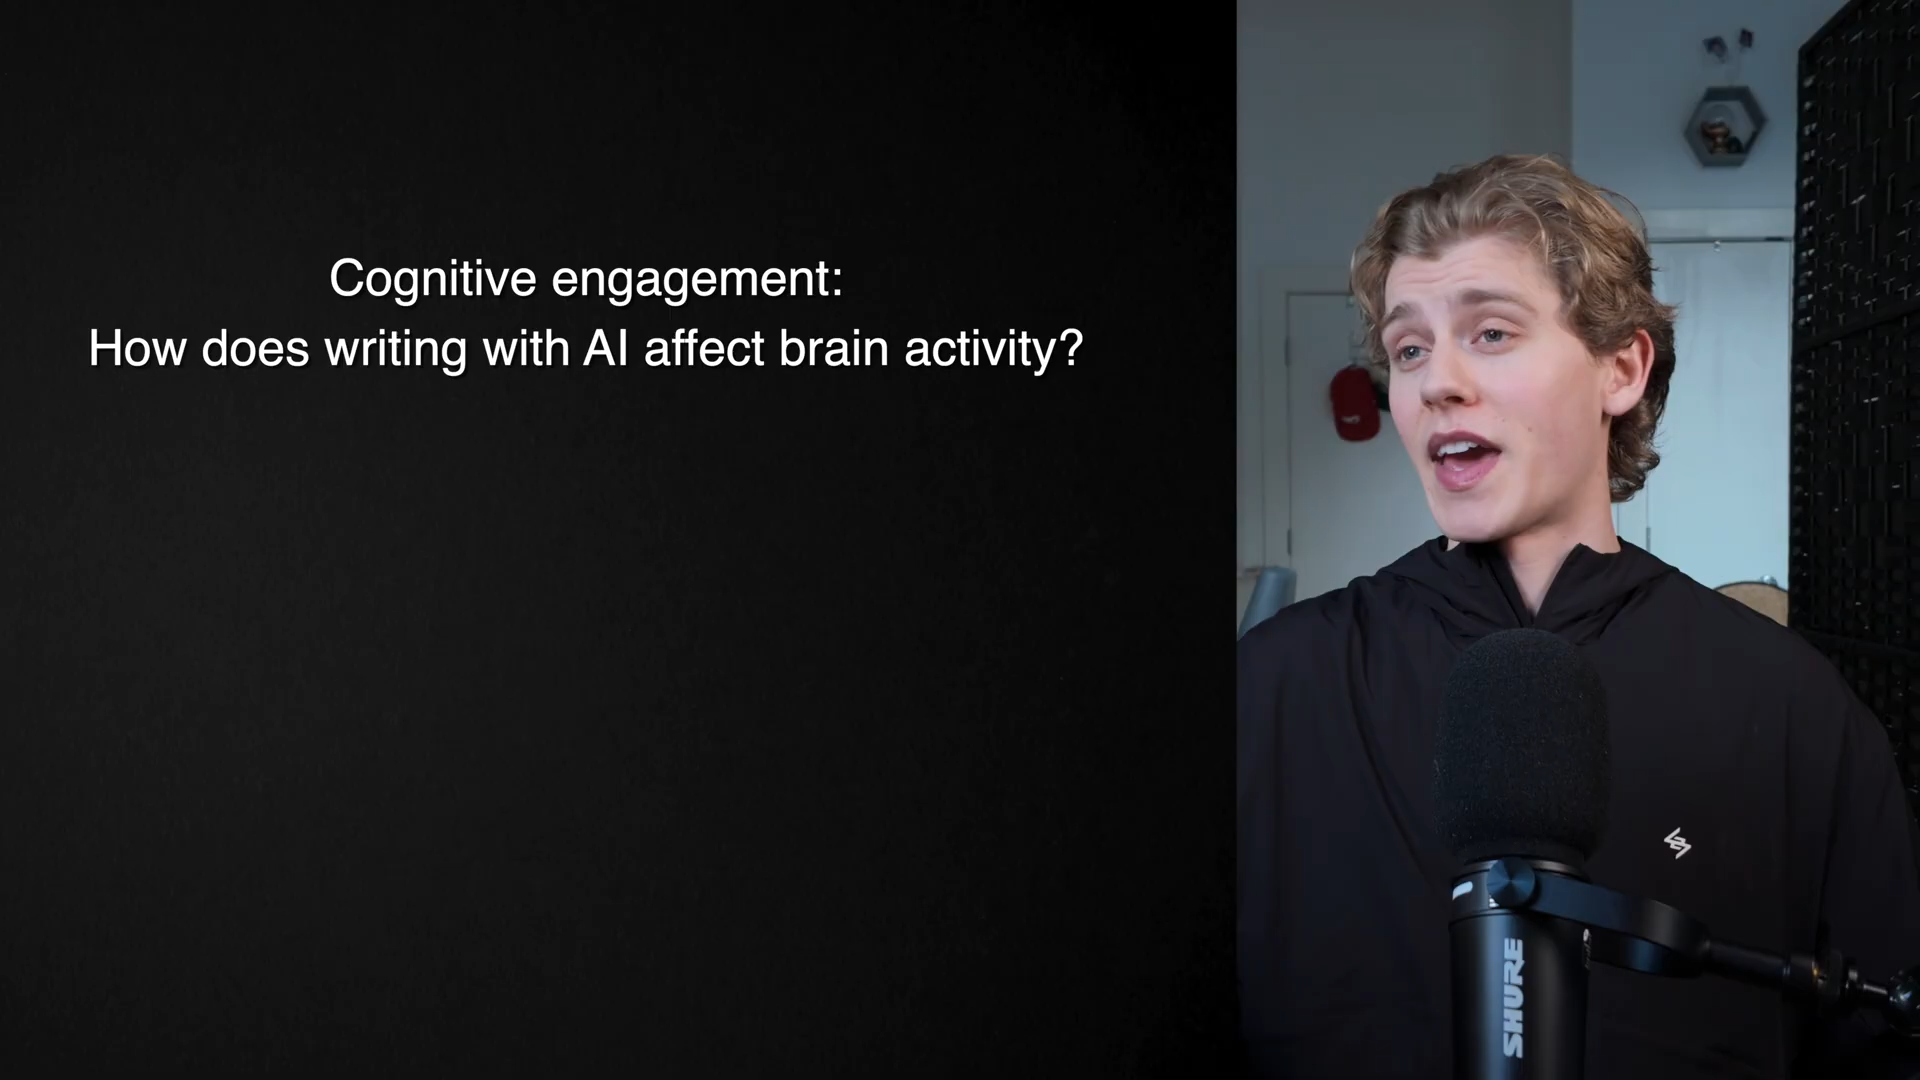 Cognitive engagement:
How does writing with AI affect brain activity?
SHURE